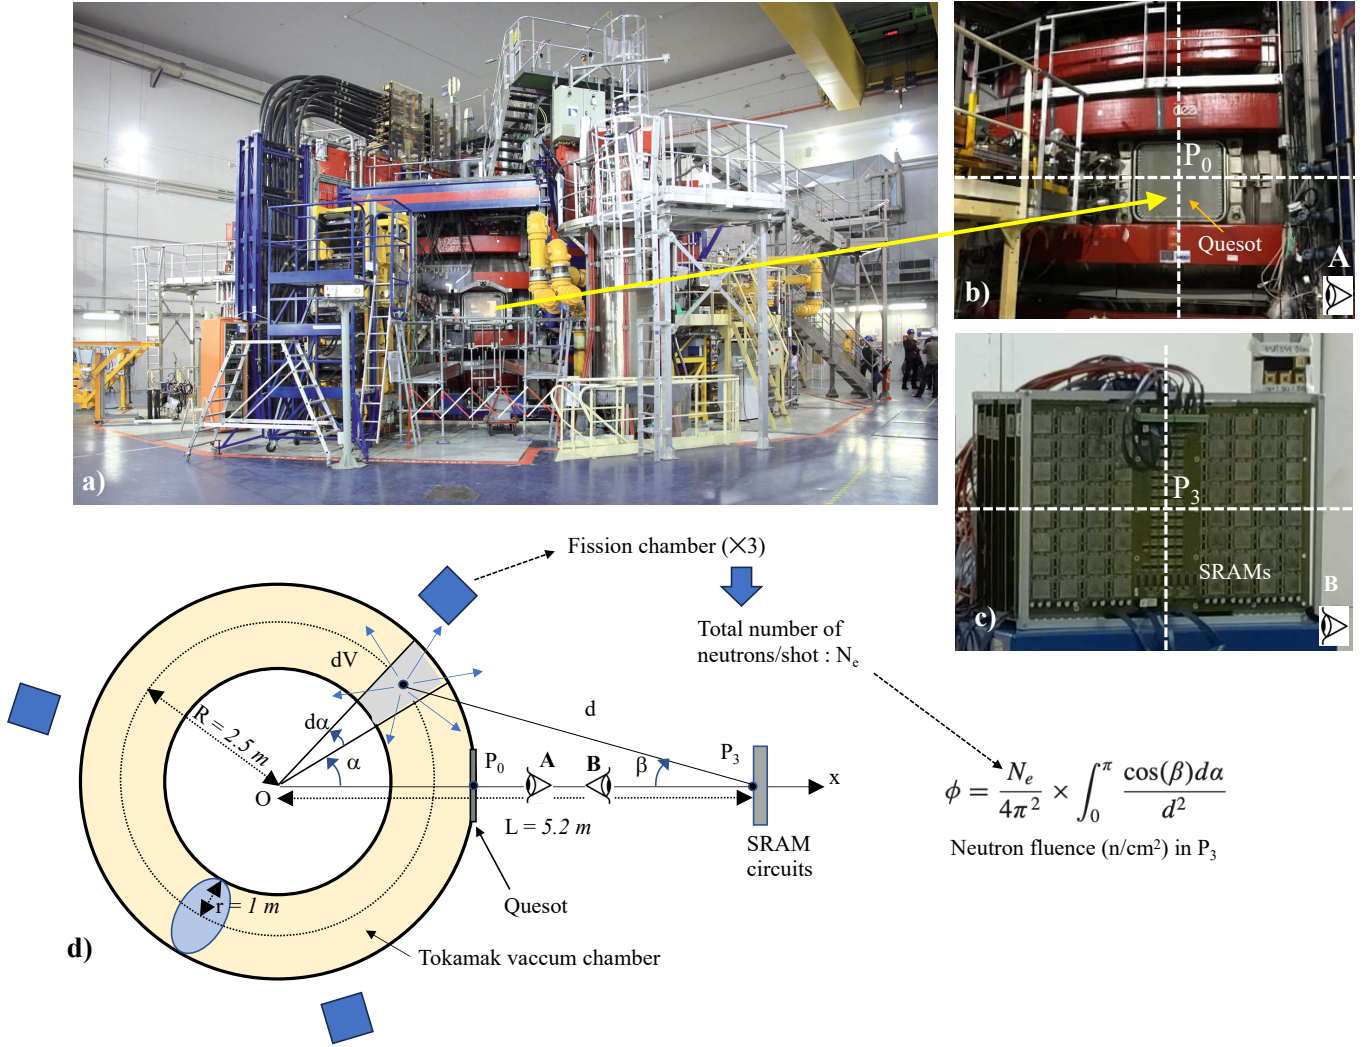 a)
P0
Quesot
A
b)
P3
SRAMs
B
c)
Fission chamber (×3)
Total number of
neutrons/shot : Ne
dV
d
R = 2.5 m
dα
α
P0
A
B
β
P3
x
O
L = 5.2 m
SRAM
circuits
r = 1 m
Quesot
d)
Tokamak vaccum chamber
ϕ = Ne/4π² × ∫₀^π cos(β)dα/d²
Neutron fluence (n/cm²) in P3